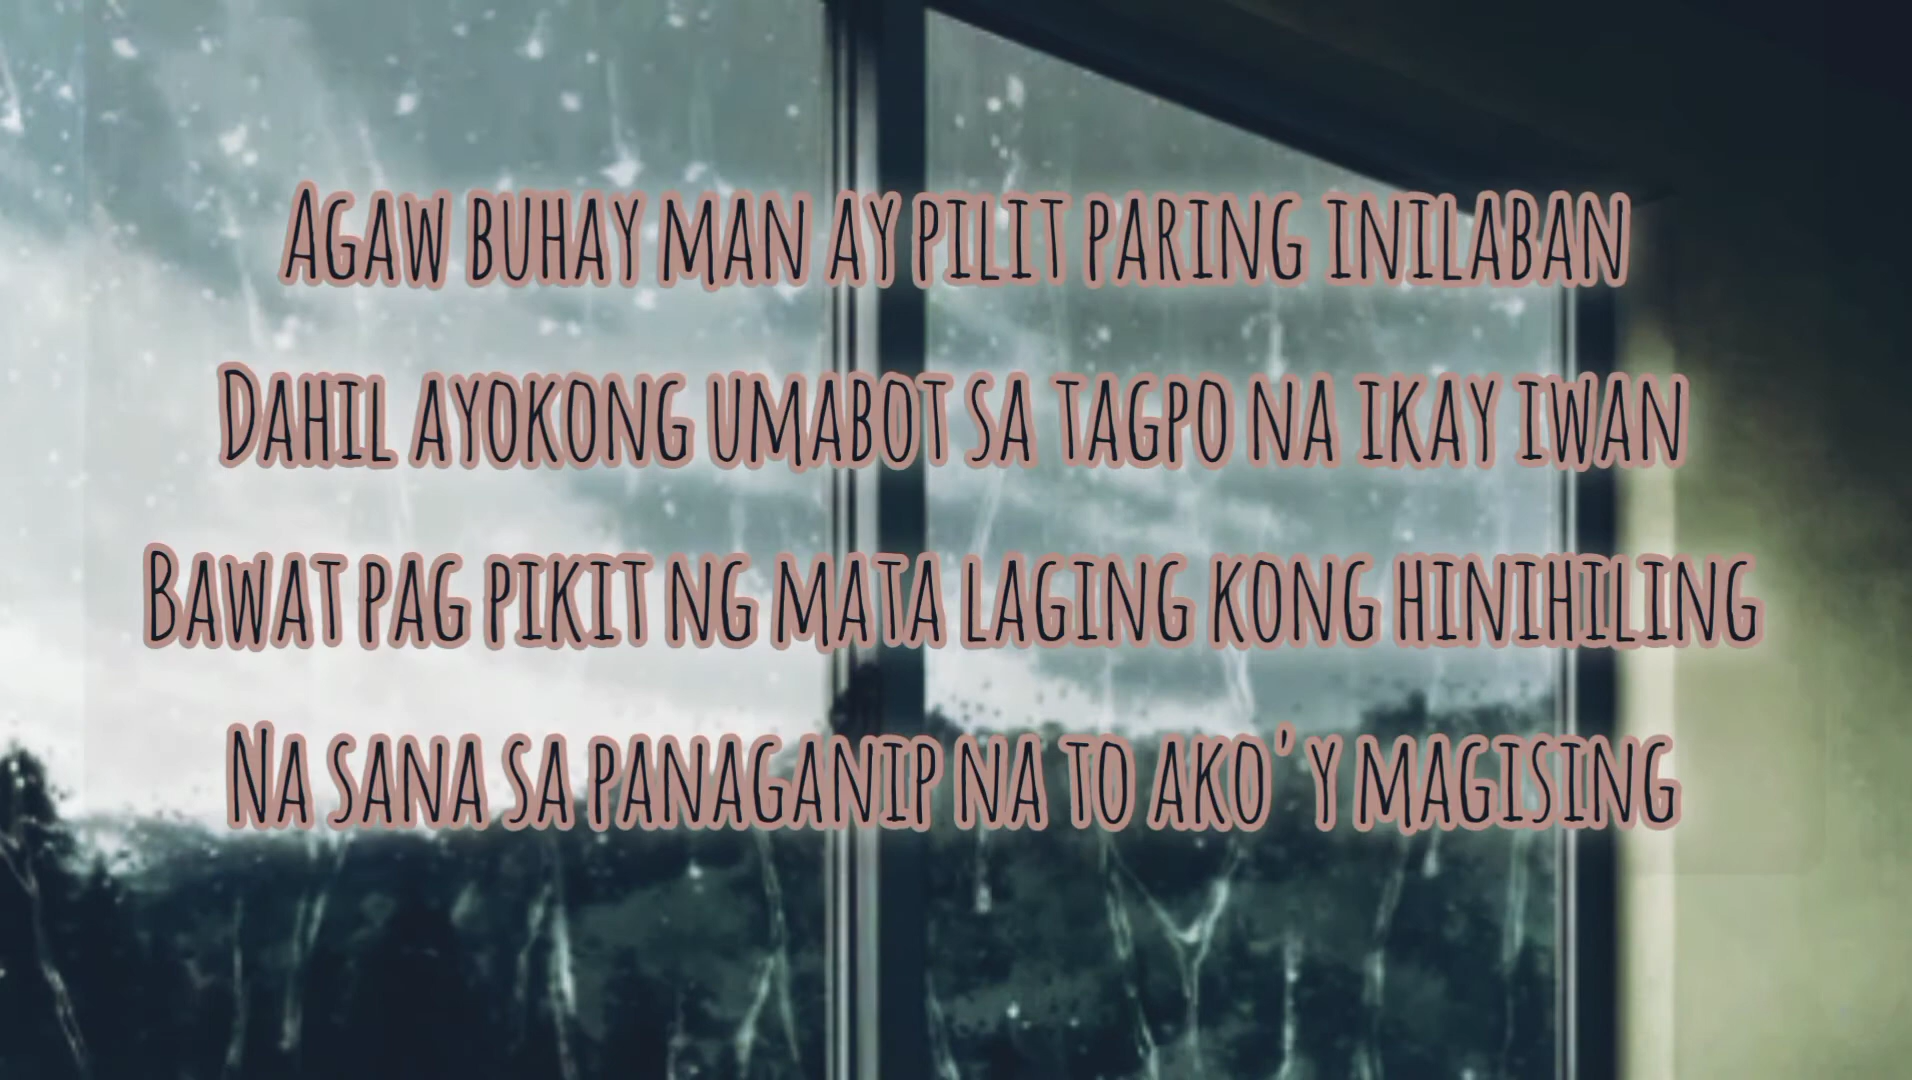 Agaw buhay man ay pilit paring inilaban
Dahil ayokong umabot sa tagpo na ikay iwan
Bawat pag pikit ng mata laging kong hinihiling
Na sana sa panaganip na to ako'y magising